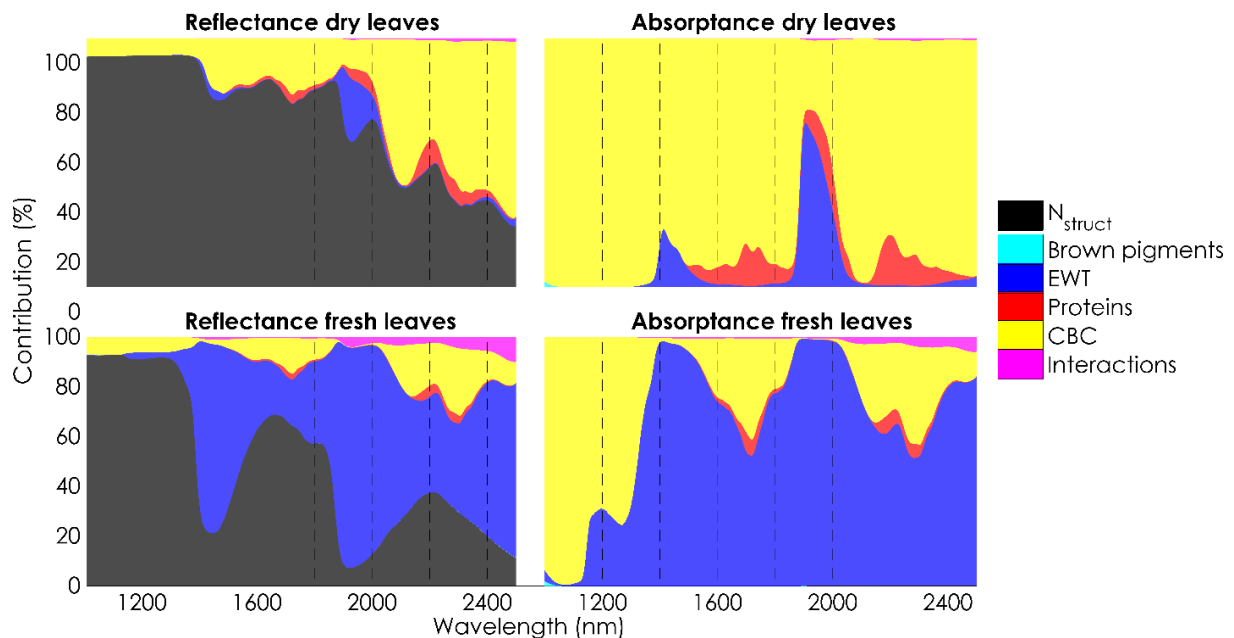 Reflectance dry leaves
Absorptance dry leaves
100
80
60
40
20
0
Reflectance fresh leaves
Absorptance fresh leaves
100
80
60
40
20
0
Contribution (%)
1200 1600 2000 2400
1200 1600 2000 2400
Wavelength (nm)
Nstruct
Brown pigments
EWT
Proteins
CBC
Interactions